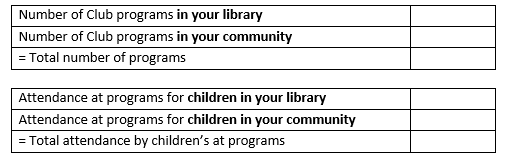 Number of Club programs in your library
Number of Club programs in your community
= Total number of programs
Attendance at programs for children in your library
Attendance at programs for children in your community
= Total attendance by children's at programs